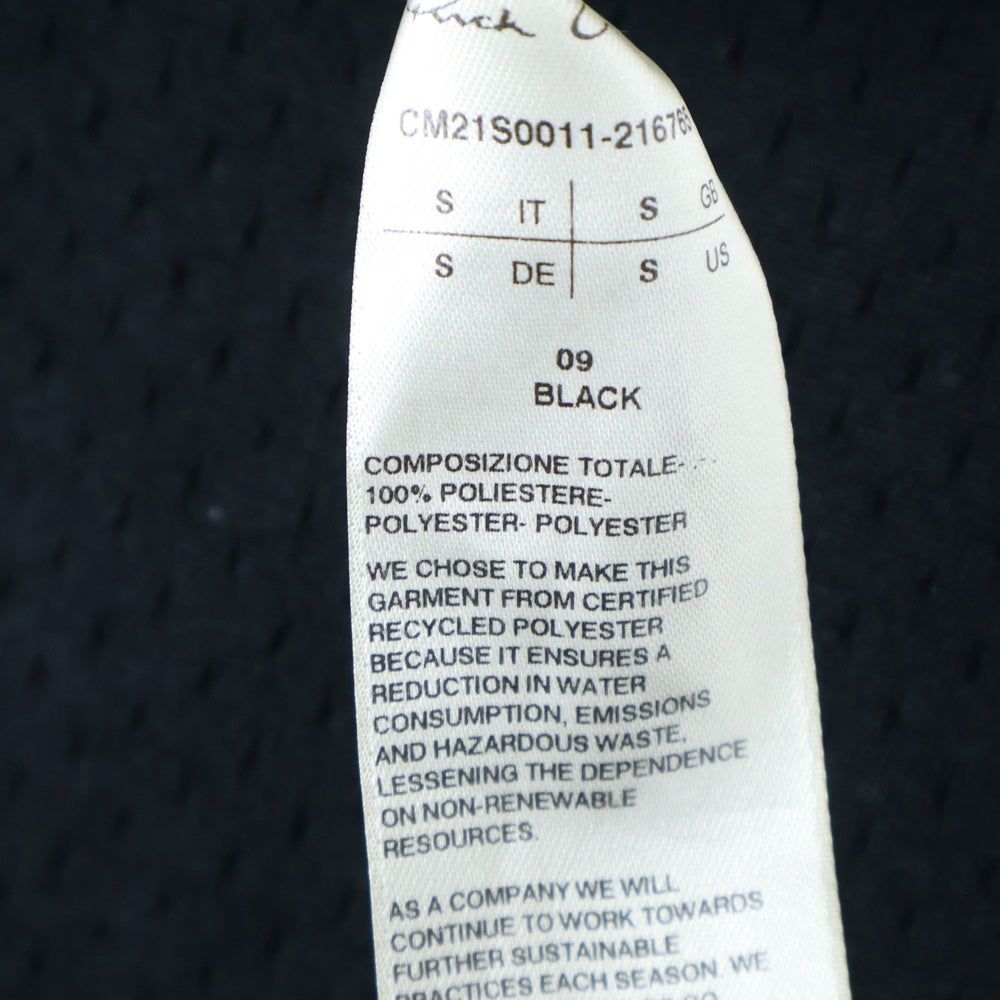 CM21S0011-216765
S IT S GB
S DE S US
09
BLACK
COMPOSIZIONE TOTALE-
100% POLIESTERE-
POLYESTER- POLYESTER
WE CHOSE TO MAKE THIS
GARMENT FROM CERTIFIED
RECYCLED POLYESTER
BECAUSE IT ENSURES A
REDUCTION IN WATER
CONSUMPTION, EMISSIONS
AND HAZARDOUS WASTE,
LESSENING THE DEPENDENCE
ON NON-RENEWABLE
RESOURCES.
AS A COMPANY WE WILL
CONTINUE TO WORK TOWARDS
FURTHER SUSTAINABLE
PRACTICES EACH SEASON. WE